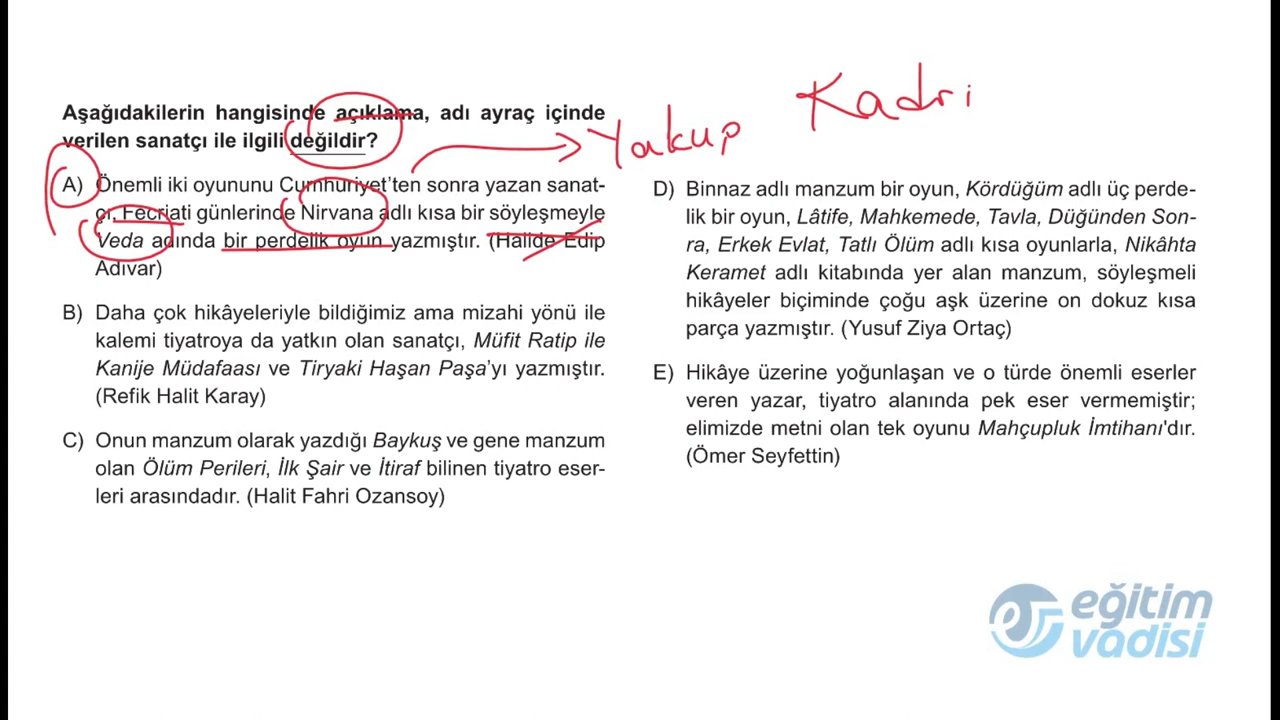 Aşağıdakilerin hangisinde açıklama, adı ayraç içinde
verilen sanatçı ile ilgili değildir?
Yakup Kadri
A) Önemli iki oyununu Cumhuriyet'ten sonra yazan sanat-
çı, Fecriati günlerinde Nirvana adlı kısa bir söyleşmeyle
Veda adında bir perdelik oyun yazmıştır. (Halide Edip
Adıvar)
B) Daha çok hikâyeleriyle bildiğimiz ama mizahi yönü ile
kalemi tiyatroya da yatkın olan sanatçı, Müfit Ratip ile
Kanije Müdafaası ve Tiryaki Haşan Paşa'yı yazmıştır.
(Refik Halit Karay)
C) Onun manzum olarak yazdığı Baykuş ve gene manzum
olan Ölüm Perileri, İlk Şair ve İtiraf bilinen tiyatro eser-
leri arasındadır. (Halit Fahri Ozansoy)
D) Binnaz adlı manzum bir oyun, Kördüğüm adlı üç perde-
lik bir oyun, Lâtife, Mahkemede, Tavla, Düğünden Son-
ra, Erkek Evlat, Tatlı Ölüm adlı kısa oyunlarla, Nikâhta
Keramet adlı kitabında yer alan manzum, söyleşmeli
hikâyeler biçiminde çoğu aşk üzerine on dokuz kısa
parça yazmıştır. (Yusuf Ziya Ortaç)
E) Hikâye üzerine yoğunlaşan ve o türde önemli eserler
veren yazar, tiyatro alanında pek eser vermemiştir;
elimizde metni olan tek oyunu Mahçupluk İmtihanı'dır.
(Ömer Seyfettin)
eğitim
vadisi